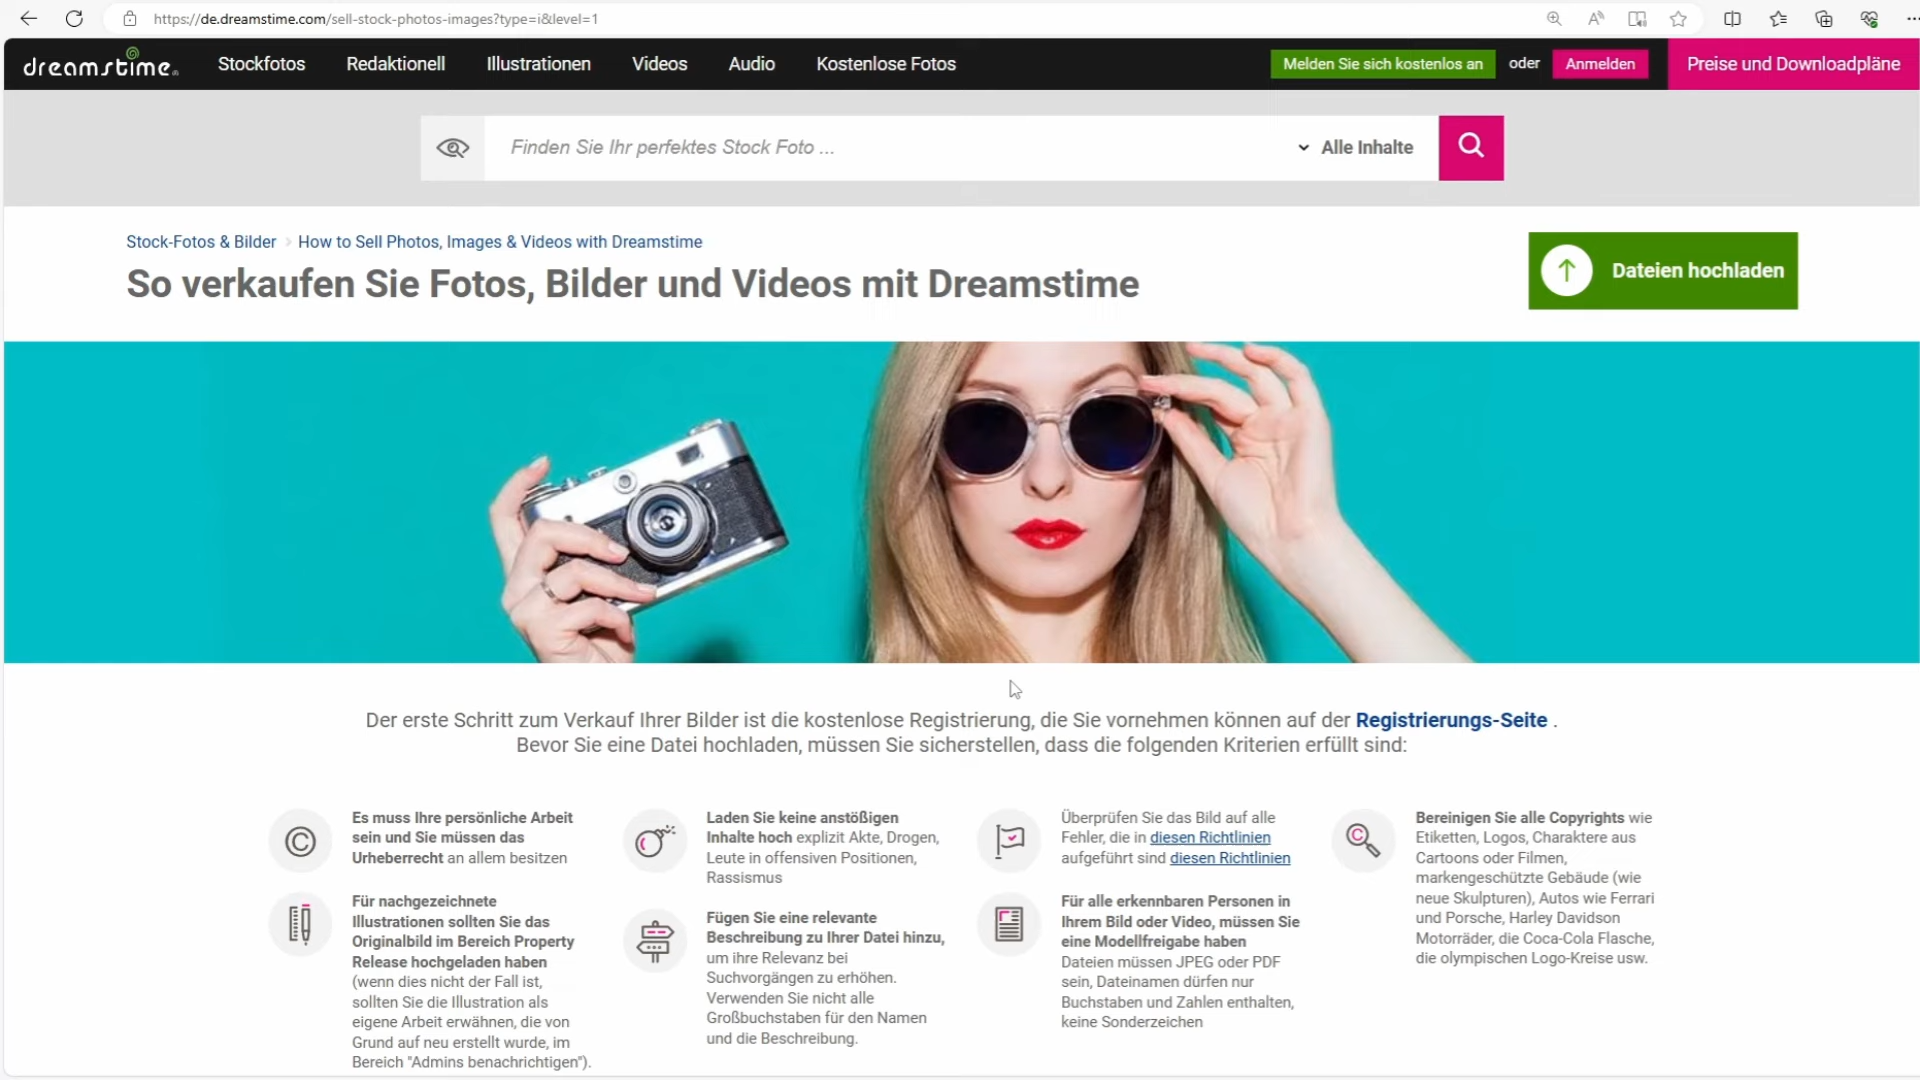 https://de.dreamstime.com/sell-stock-photos-images?type=i&level=1
dreamstime
Stockfotos
Redaktionell
Illustrationen
Videos
Audio
Kostenlose Fotos
Melden Sie sich kostenlos an
oder
Anmelden
Preise und Downloadpläne
Finden Sie Ihr perfektes Stock Foto ...
Alle Inhalte
Stock-Fotos & Bilder
How to Sell Photos, Images & Videos with Dreamstime
So verkaufen Sie Fotos, Bilder und Videos mit Dreamstime
Dateien hochladen
Der erste Schritt zum Verkauf Ihrer Bilder ist die kostenlose Registrierung, die Sie vornehmen können auf der Registrierungs-Seite .
Bevor Sie eine Datei hochladen, müssen Sie sicherstellen, dass die folgenden Kriterien erfüllt sind:
Es muss Ihre persönliche Arbeit
sein und Sie müssen das
Urheberrecht an allem besitzen
Für nachgezeichnete
Illustrationen sollten Sie das
Originalbild im Bereich Property
Release hochgeladen haben
(wenn dies nicht der Fall ist,
sollten Sie die Illustration als
eigene Arbeit erwähnen, die von
Grund auf neu erstellt wurde, im
Bereich "Admins benachrichtigen").
Laden Sie keine anstößigen
Inhalte hoch explizit Akte, Drogen,
Leute in offensiven Positionen,
Rassismus
Fügen Sie eine relevante
Beschreibung zu Ihrer Datei hinzu,
um ihre Relevanz bei
Suchvorgängen zu erhöhen.
Verwenden Sie nicht alle
Großbuchstaben für den Namen
und die Beschreibung.
Überprüfen Sie das Bild auf alle
Fehler, die in diesen Richtlinien
aufgeführt sind diesen Richtlinien
Für alle erkennbaren Personen in
Ihrem Bild oder Video, müssen Sie
eine Modellfreigabe haben
Dateien müssen JPEG oder PDF
sein, Dateinamen dürfen nur
Buchstaben und Zahlen enthalten,
keine Sonderzeichen
Bereinigen Sie alle Copyrights wie
Etiketten, Logos, Charaktere aus
Cartoons oder Filmen,
markengeschützte Gebäude (wie
neue Skulpturen), Autos wie Ferrari
und Porsche, Harley Davidson
Motorräder, die Coca-Cola Flasche,
die olympischen Logo-Kreise usw.